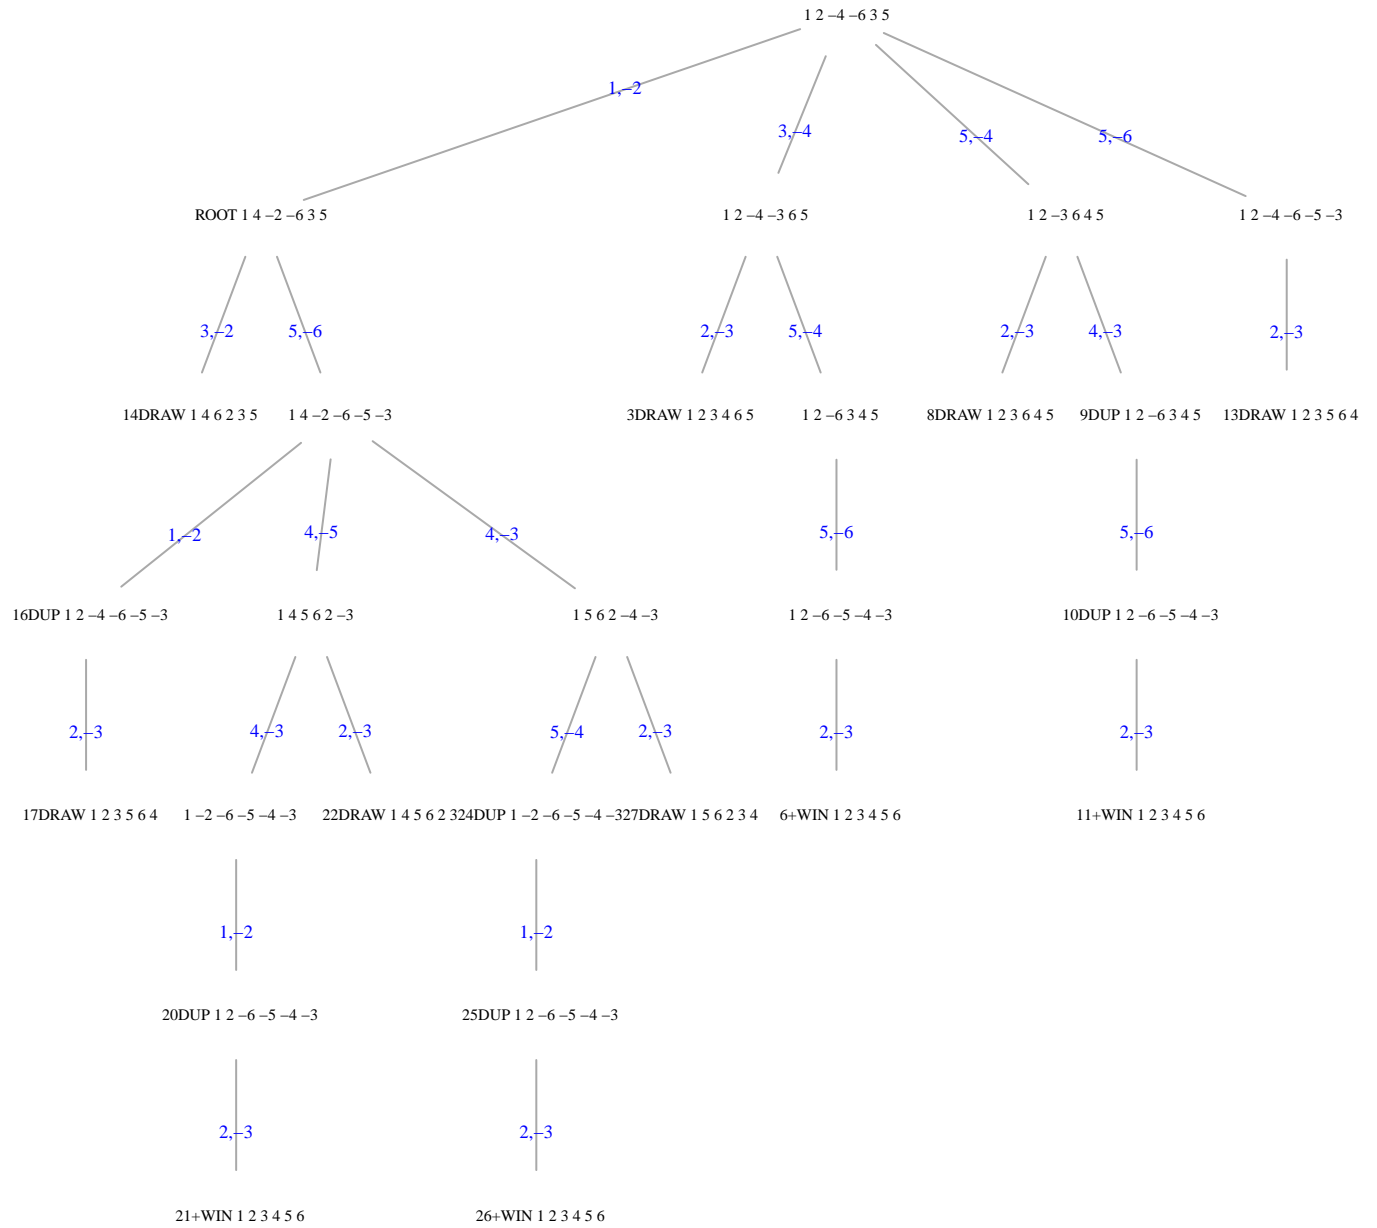 1 2 −4 −6 3 5
1,−2
3,−4
5,−4
5,−6
ROOT 1 4 −2 −6 3 5
1 2 −4 −3 6 5
1 2 −3 6 4 5
1 2 −4 −6 −5 −3
3,−2
5,−6
2,−3
5,−4
2,−3
4,−3
2,−3
14DRAW 1 4 6 2 3 5
1 4 −2 −6 −5 −3
3DRAW 1 2 3 4 6 5
1 2 −6 3 4 5
8DRAW 1 2 3 6 4 5
9DUP 1 2 −6 3 4 5
13DRAW 1 2 3 5 6 4
1,−2
4,−5
4,−3
5,−6
5,−6
16DUP 1 2 −4 −6 −5 −3
1 4 5 6 2 −3
1 5 6 2 −4 −3
1 2 −6 −5 −4 −3
10DUP 1 2 −6 −5 −4 −3
2,−3
4,−3
2,−3
5,−4
2,−3
2,−3
2,−3
17DRAW 1 2 3 5 6 4
1 −2 −6 −5 −4 −3
22DRAW 1 4 5 6 2 3
24DUP 1 −2 −6 −5 −4 −3
27DRAW 1 5 6 2 3 4
6+WIN 1 2 3 4 5 6
11+WIN 1 2 3 4 5 6
1,−2
1,−2
20DUP 1 2 −6 −5 −4 −3
25DUP 1 2 −6 −5 −4 −3
2,−3
2,−3
21+WIN 1 2 3 4 5 6
26+WIN 1 2 3 4 5 6